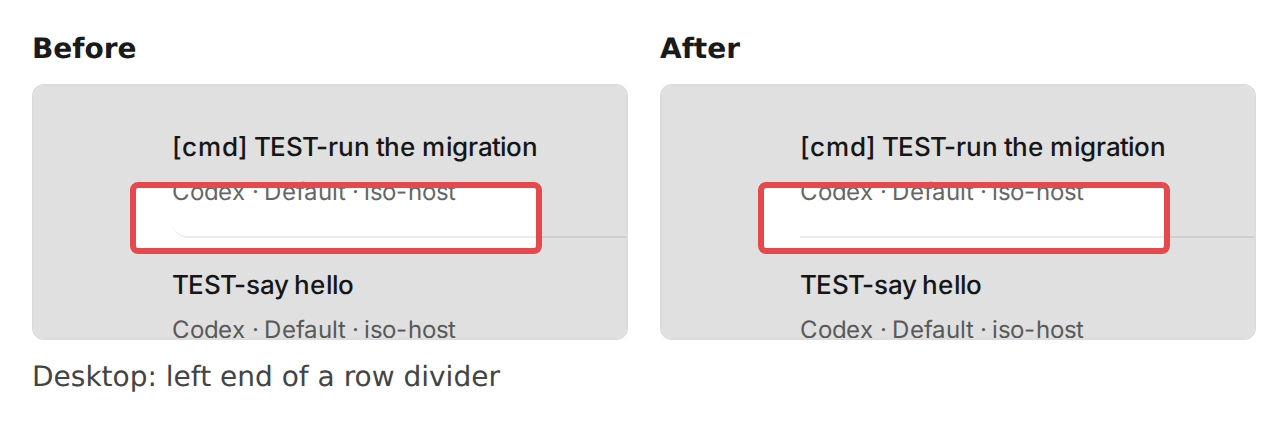 Before
After
[cmd] TEST-run the migration
Codex · Default · iso-host
TEST-say hello
Codex · Default · iso-host
[cmd] TEST-run the migration
Codex · Default · iso-host
TEST-say hello
Codex · Default · iso-host
Desktop: left end of a row divider